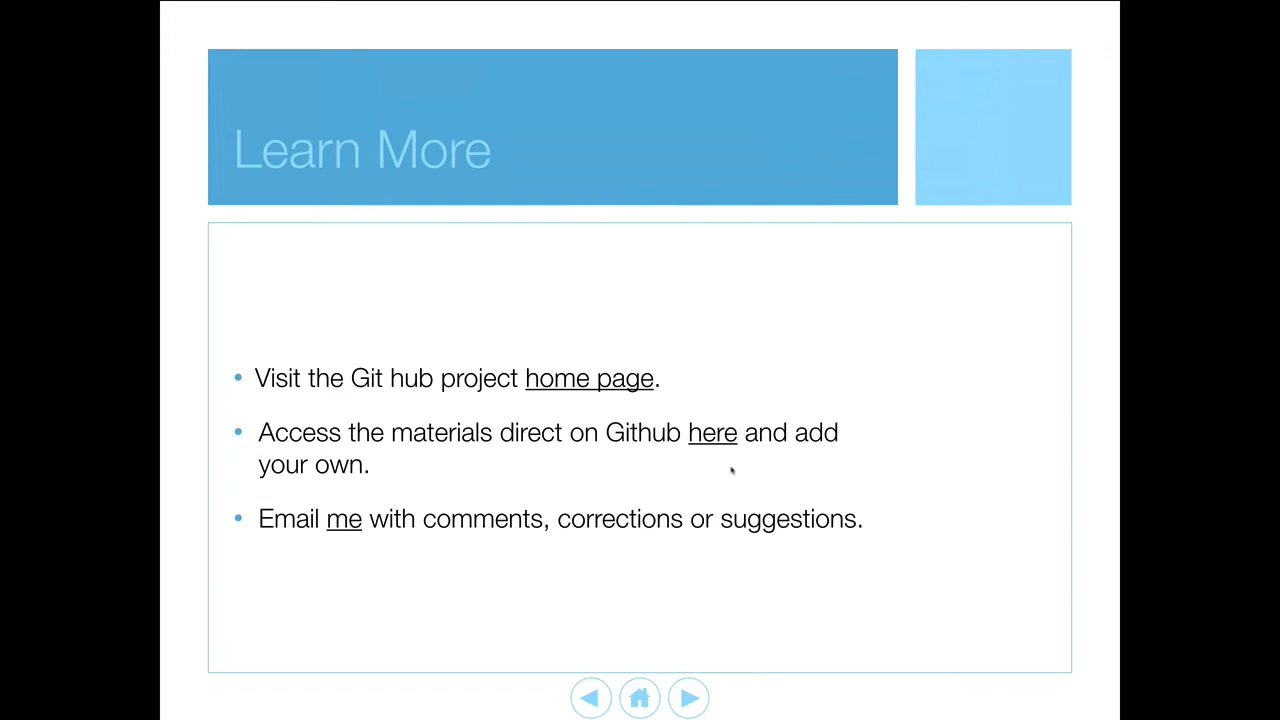 Learn More
• Visit the Git hub project home page.
• Access the materials direct on Github here and add
your own.
• Email me with comments, corrections or suggestions.